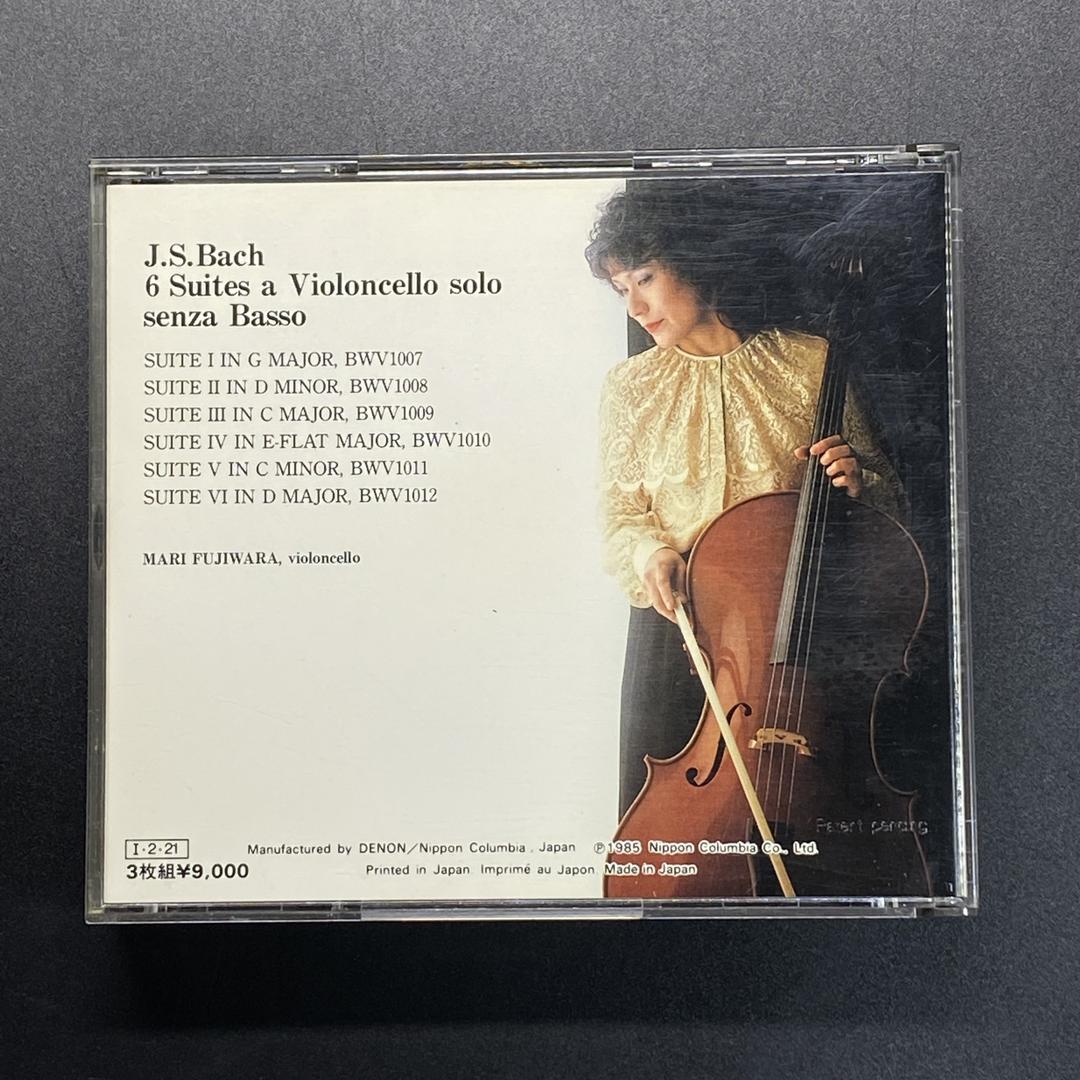 J.S.Bach
6 Suites a Violoncello solo
senza Basso
SUITE I IN G MAJOR, BWV1007
SUITE II IN D MINOR, BWV1008
SUITE III IN C MAJOR, BWV1009
SUITE IV IN E-FLAT MAJOR, BWV1010
SUITE V IN C MINOR, BWV1011
SUITE VI IN D MAJOR, BWV1012
MARI FUJIWARA, violoncello
Patent pending
I・2・21
Manufactured by DENON/Nippon Columbia, Japan ℗1985 Nippon Columbia Co., Ltd.
3枚組¥9,000
Printed in Japan. Imprimé au Japon. Made in Japan